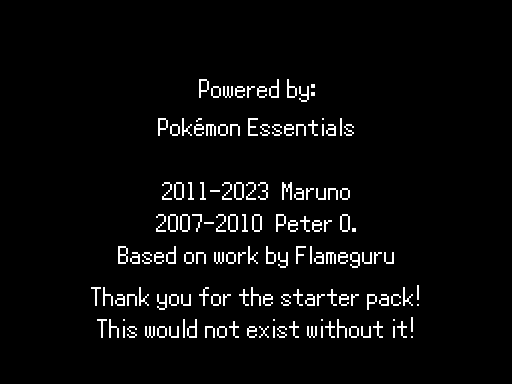 Powered by:
Pokémon Essentials
2011-2023 Maruno
2007-2010 Peter O.
Based on work by Flameguru
Thank you for the starter pack!
This would not exist without it!